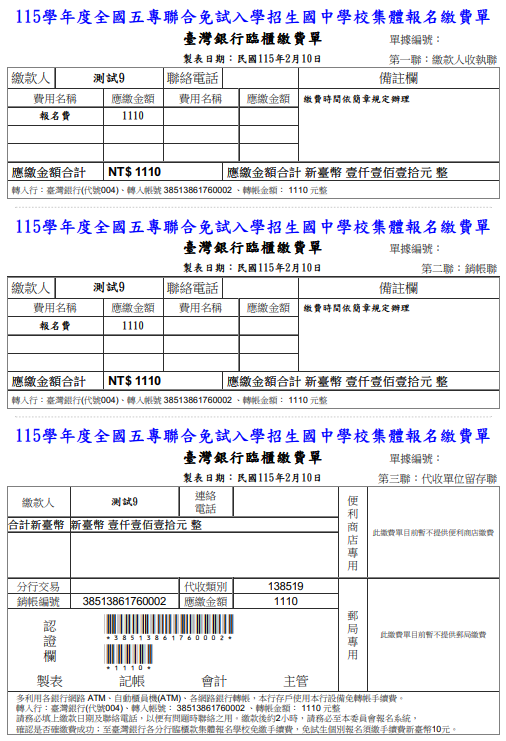 115學年度全國五專聯合免試入學招生國中學校集體報名繳費單
臺灣銀行臨櫃繳費單 單據編號：
製表日期：民國115年2月10日 第一聯：繳款人收執聯
繳款人 測試9 聯絡電話 備註欄
費用名稱 應繳金額 費用名稱 應繳金額 繳費時間依簡章規定辦理
報名費 1110
應繳金額合計 NT$ 1110 應繳金額合計 新臺幣 壹仟壹佰壹拾元 整
轉入行：臺灣銀行(代號004)、轉入帳號 38513861760002 、轉帳金額： 1110 元整
115學年度全國五專聯合免試入學招生國中學校集體報名繳費單
臺灣銀行臨櫃繳費單 單據編號：
製表日期：民國115年2月10日 第二聯：銷帳聯
繳款人 測試9 聯絡電話 備註欄
費用名稱 應繳金額 費用名稱 應繳金額 繳費時間依簡章規定辦理
報名費 1110
應繳金額合計 NT$ 1110 應繳金額合計 新臺幣 壹仟壹佰壹拾元 整
轉入行：臺灣銀行(代號004)、轉入帳號 38513861760002 、轉帳金額： 1110 元整
115學年度全國五專聯合免試入學招生國中學校集體報名繳費單
臺灣銀行臨櫃繳費單 單據編號：
製表日期：民國115年2月10日 第三聯：代收單位留存聯
繳款人 測試9 連絡電話 便利商店專用 此繳費單目前暫不提供便利商店繳費
合計新臺幣 新臺幣 壹仟壹佰壹拾元 整
分行交易 代收類別 138519 郵局專用 此繳費單目前暫不提供郵局繳費
銷帳編號 38513861760002 應繳金額 1110
認證欄
*38513861760002*
*1110*
製表 記帳 會計 主管
多利用各銀行網路 ATM、自動櫃員機(ATM)、各網路銀行轉帳，本行存戶使用本行設備免轉帳手續費。
轉入行：臺灣銀行(代號004)、轉入帳號： 38513861760002 、轉帳金額： 1110 元整
請務必填上繳款日期及聯絡電話，以便有問題時聯絡之用。繳款後約2小時，請務必至本委員會報名系統，
確認是否確繳費成功：至臺灣銀行各分行臨櫃款集體報名學校免繳手續費，免試生個別報名須繳手續費新臺幣10元。